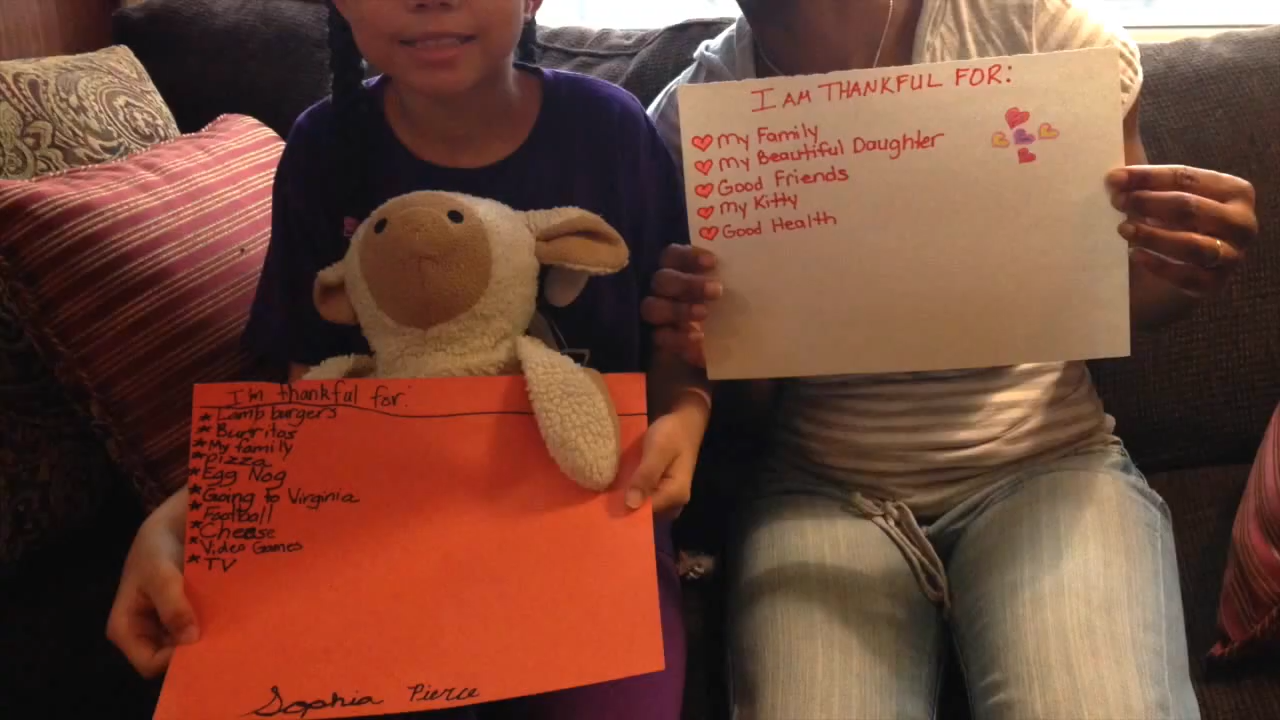 I'm thankful for:
* Lamb burgers
* Burritos
* My family
* Pizza
* Egg Nog
* Going to Virginia
* Football
* Cheese
* Video Games
* TV
Sophia Pierce
I AM THANKFUL FOR:
My Family
My Beautiful Daughter
Good Friends
My Kitty
Good Health